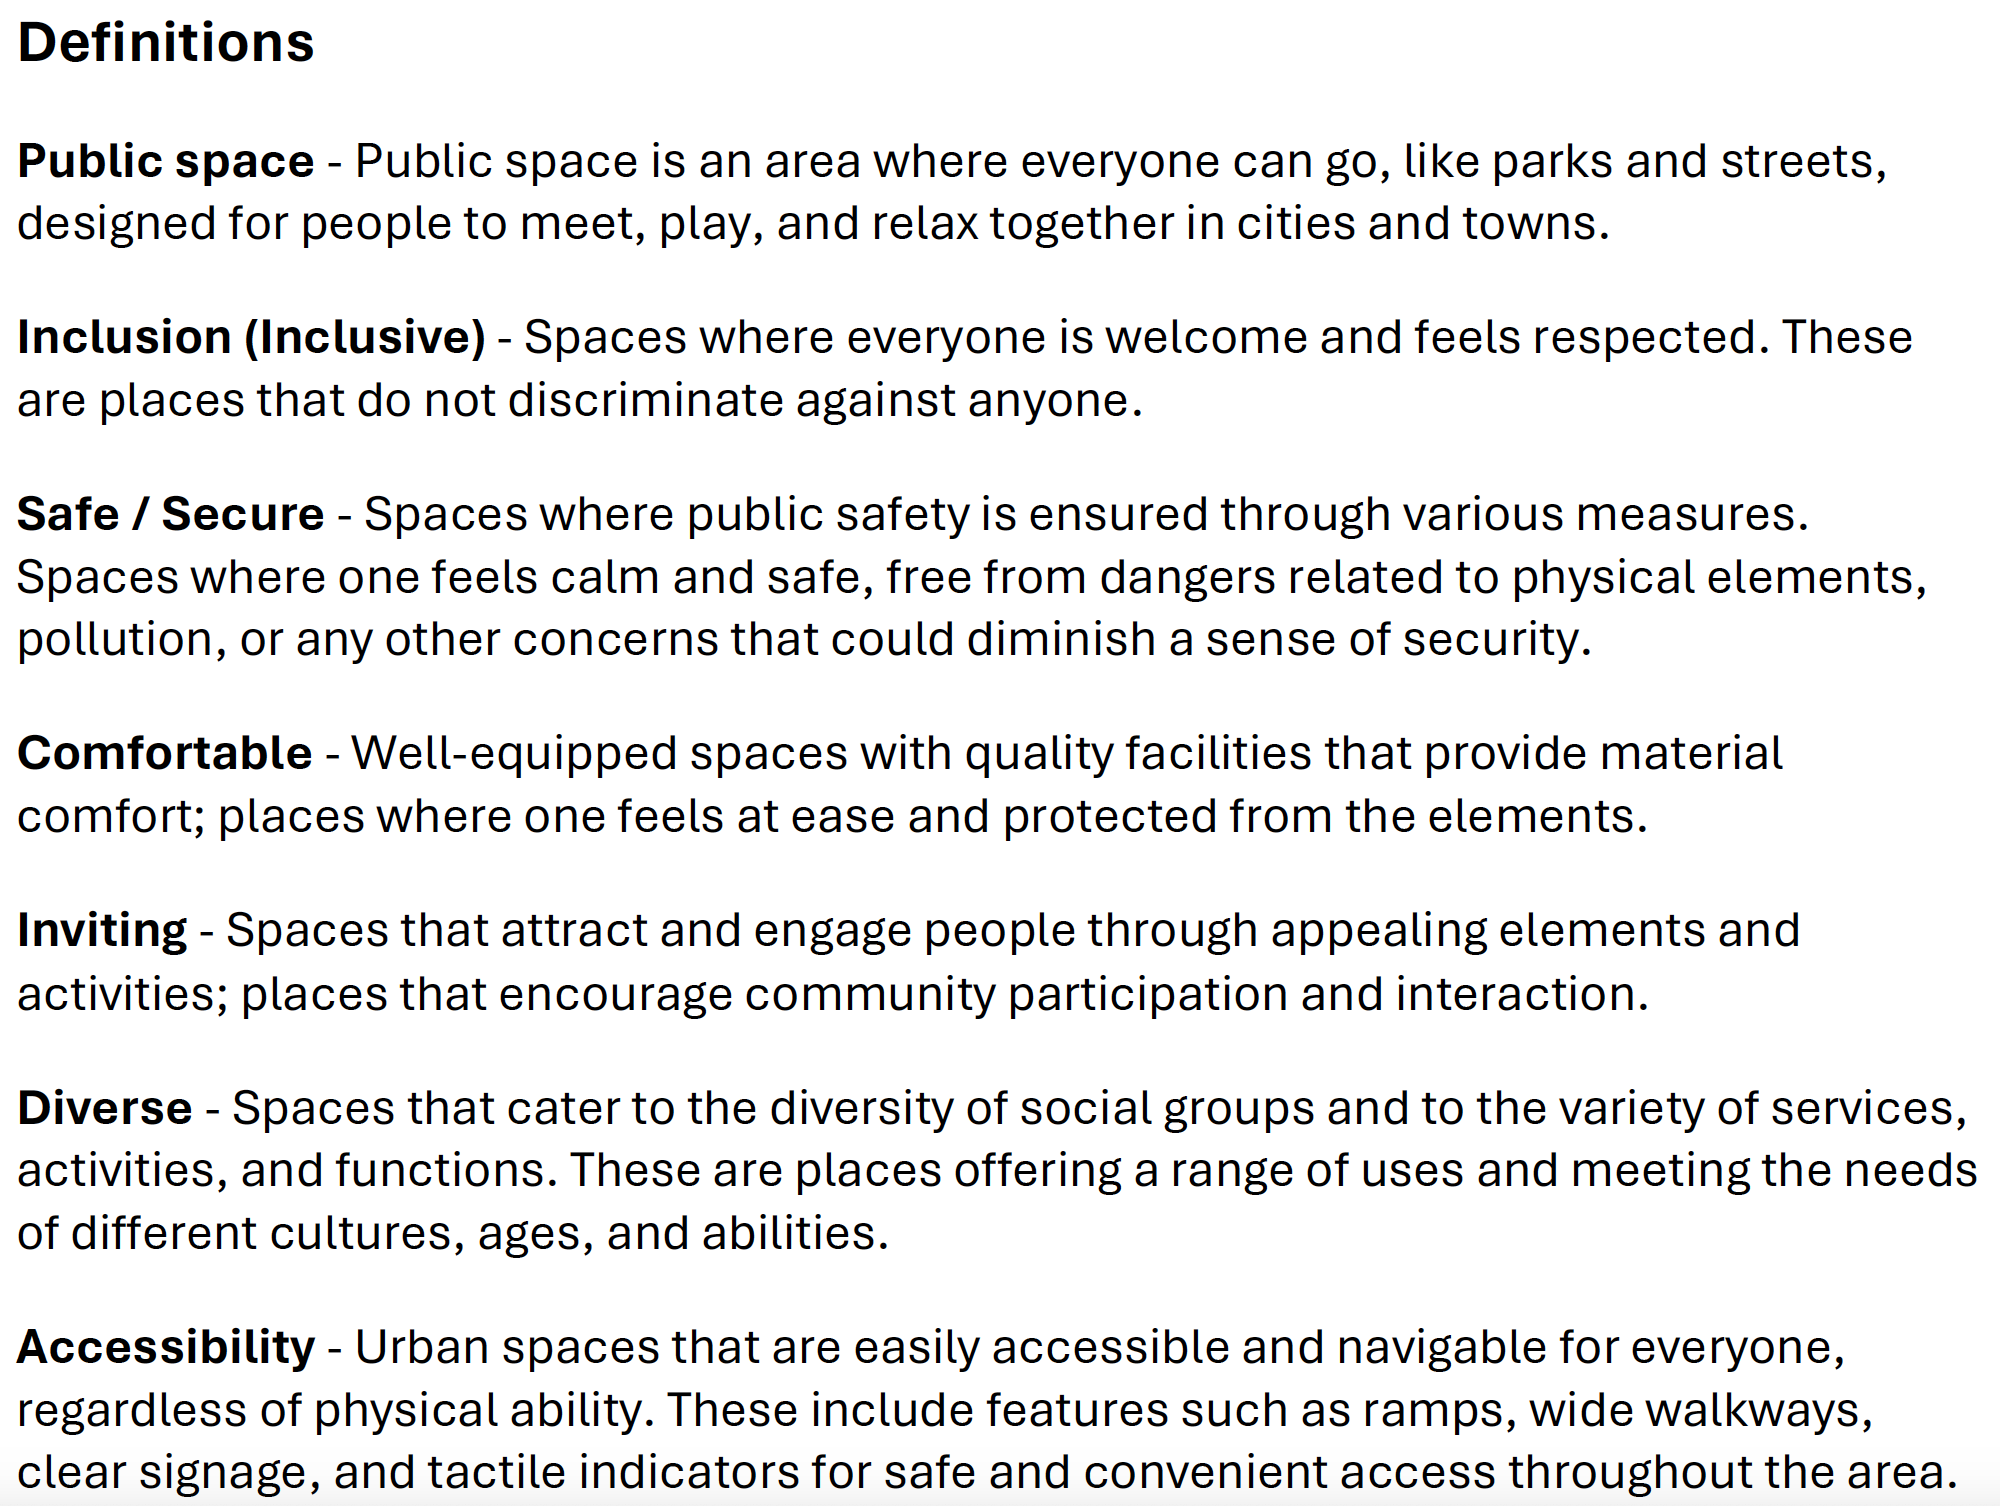 Definitions
Public space - Public space is an area where everyone can go, like parks and streets,
designed for people to meet, play, and relax together in cities and towns.
Inclusion (Inclusive) - Spaces where everyone is welcome and feels respected. These
are places that do not discriminate against anyone.
Safe / Secure - Spaces where public safety is ensured through various measures.
Spaces where one feels calm and safe, free from dangers related to physical elements,
pollution, or any other concerns that could diminish a sense of security.
Comfortable - Well-equipped spaces with quality facilities that provide material
comfort; places where one feels at ease and protected from the elements.
Inviting - Spaces that attract and engage people through appealing elements and
activities; places that encourage community participation and interaction.
Diverse - Spaces that cater to the diversity of social groups and to the variety of services,
activities, and functions. These are places offering a range of uses and meeting the needs
of different cultures, ages, and abilities.
Accessibility - Urban spaces that are easily accessible and navigable for everyone,
regardless of physical ability. These include features such as ramps, wide walkways,
clear signage, and tactile indicators for safe and convenient access throughout the area.